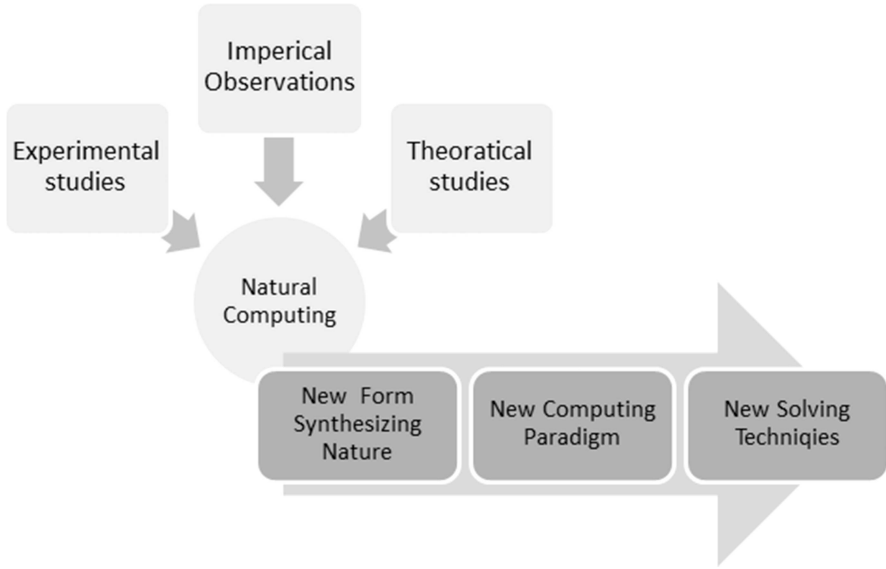 Imperical
Observations
Experimental
studies
Theoratical
studies
Natural
Computing
New Form
Synthesizing
Nature
New Computing
Paradigm
New Solving
Techniqies